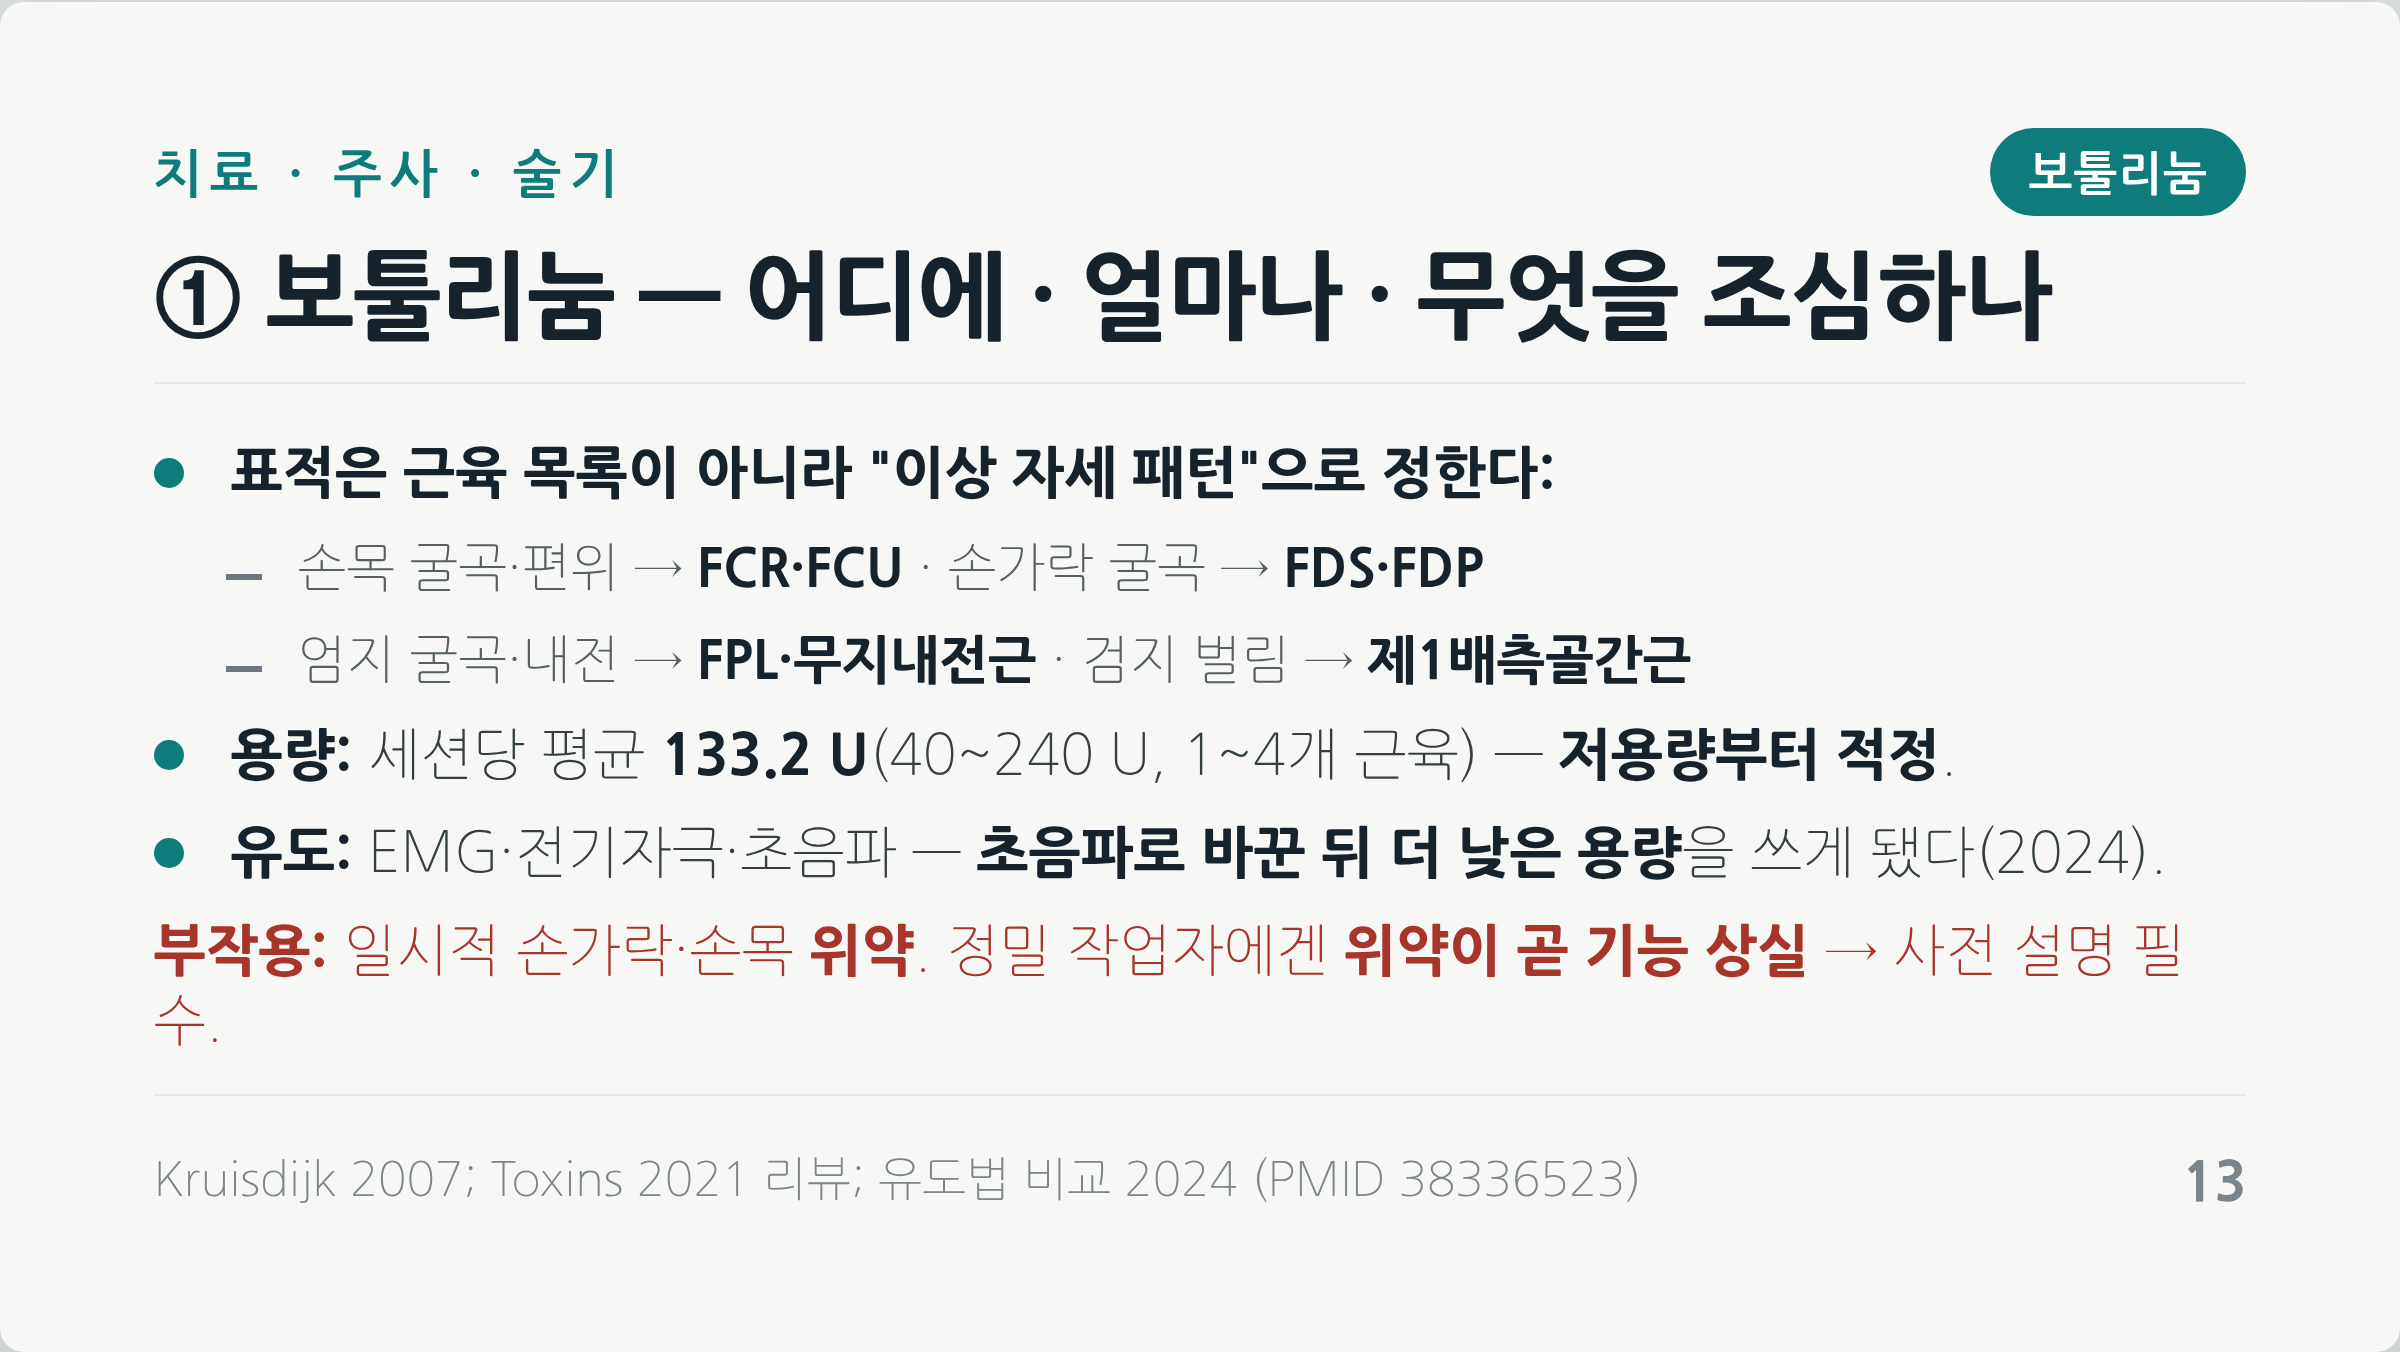 치료 · 주사 · 술기
보툴리눔
① 보툴리눔 — 어디에 · 얼마나 · 무엇을 조심하나
표적은 근육 목록이 아니라 "이상 자세 패턴"으로 정한다:
– 손목 굴곡·편위 → FCR·FCU · 손가락 굴곡 → FDS·FDP
– 엄지 굴곡·내전 → FPL·무지내전근 · 검지 벌림 → 제1배측골간근
용량: 세션당 평균 133.2 U(40~240 U, 1~4개 근육) — 저용량부터 적정.
유도: EMG·전기자극·초음파 — 초음파로 바꾼 뒤 더 낮은 용량을 쓰게 됐다(2024).
부작용: 일시적 손가락·손목 위약. 정밀 작업자에겐 위약이 곧 기능 상실 → 사전 설명 필
수.
Kruisdijk 2007; Toxins 2021 리뷰; 유도법 비교 2024 (PMID 38336523)
13